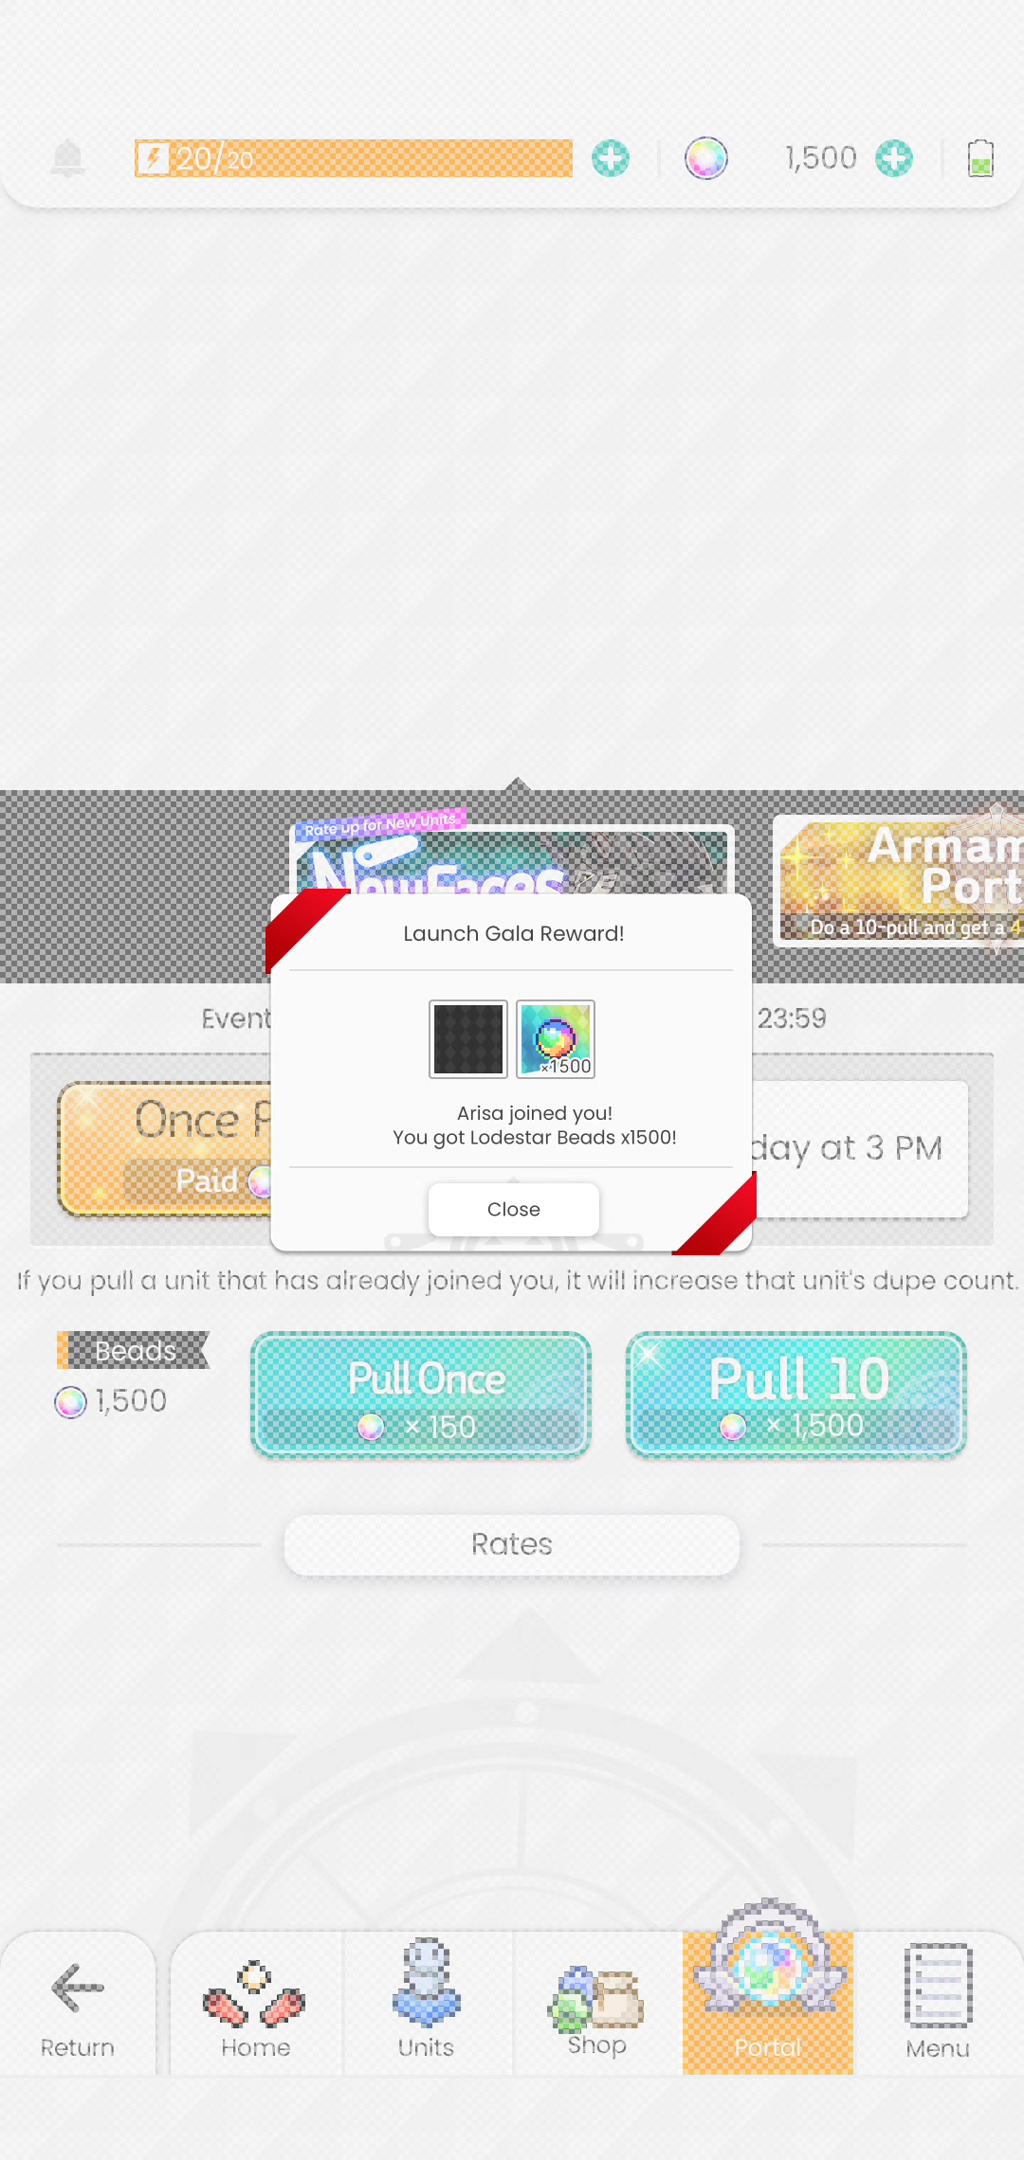 20/20
1,500
Rate up for New Units
NewFaces
Armam
Port
Do a 10-pull and get a 4
Launch Gala Reward!
×1500
Arisa joined you!
You got Lodestar Beads x1500!
Close
Event
23:59
Once P
Paid
day at 3 PM
If you pull a unit that has already joined you, it will increase that unit's dupe count.
Beads
1,500
Pull Once
× 150
Pull 10
× 1,500
Rates
Return
Home
Units
Shop
Portal
Menu